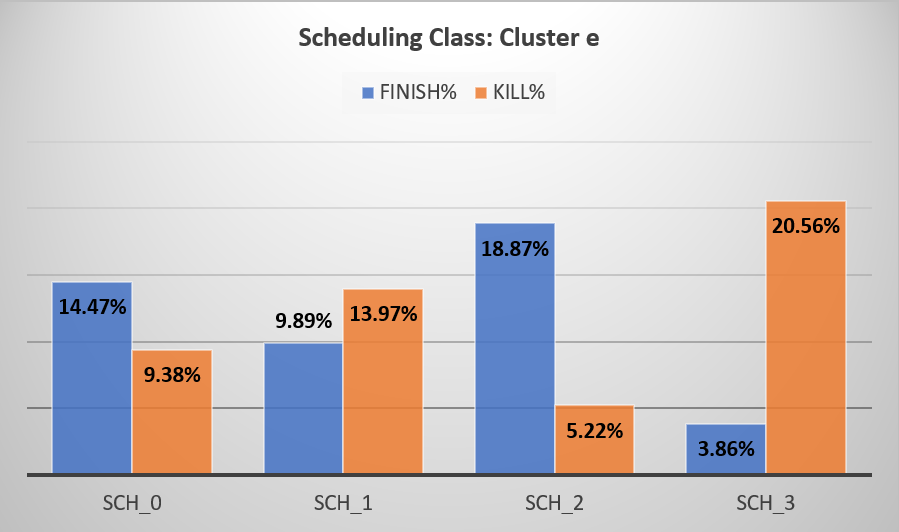 Scheduling Class: Cluster e
FINISH% KILL%
14.47% 9.38% 9.89% 13.97% 18.87% 5.22% 3.86% 20.56%
SCH_0 SCH_1 SCH_2 SCH_3